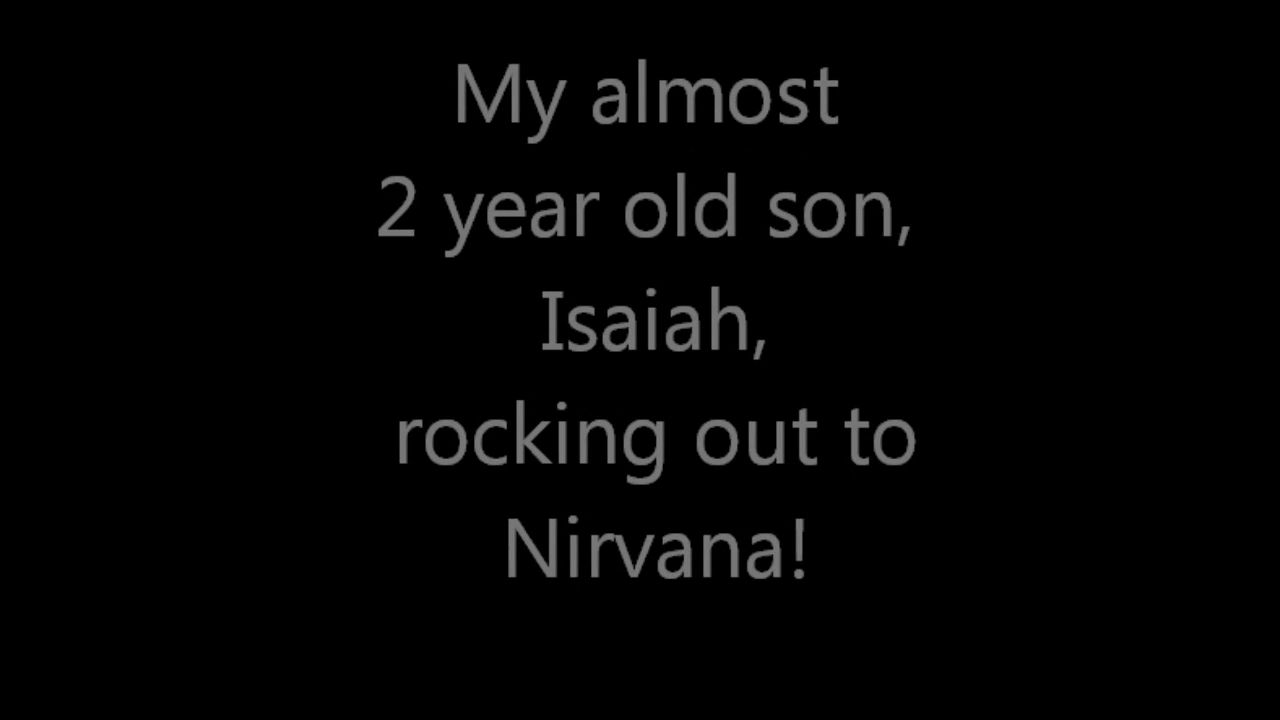 My almost
2 year old son,
Isaiah,
rocking out to
Nirvana!